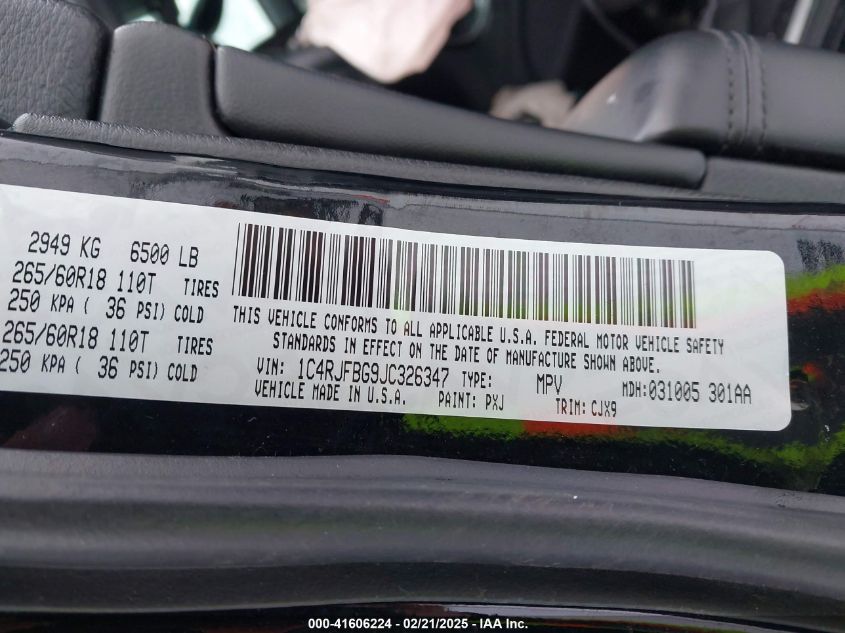 2949 KG 6500 LB
265/60R18 110T TIRES
250 KPA ( 36 PSI) COLD
265/60R18 110T TIRES
250 KPA ( 36 PSI) COLD
THIS VEHICLE CONFORMS TO ALL APPLICABLE U.S.A. FEDERAL MOTOR VEHICLE SAFETY
STANDARDS IN EFFECT ON THE DATE OF MANUFACTURE SHOWN ABOVE.
VIN: 1C4RJFBG9JC326347 TYPE: MPV MDH:031005 301AA
VEHICLE MADE IN U.S.A. PAINT: PXJ TRIM: CJX9
000-41606224 - 02/21/2025 - IAA Inc.